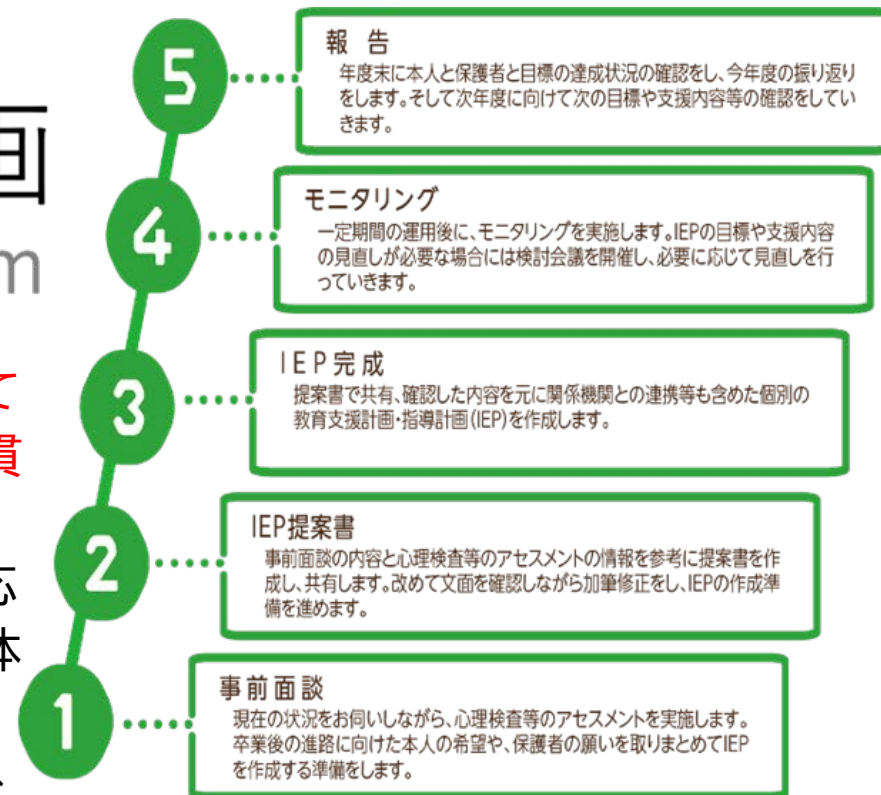 画
m
て
貫
応
体
5
報 告
年度末に本人と保護者と目標の達成状況の確認をし、今年度の振り返り
をします。そして次年度に向けて次の目標や支援内容等の確認をしてい
きます。
4
モニタリング
一定期間の運用後に、モニタリングを実施します。IEPの目標や支援内容
の見直しが必要な場合には検討会議を開催し、必要に応じて見直しを行
っていきます。
3
IEP完成
提案書で共有、確認した内容を元に関係機関との連携等も含めた個別の
教育支援計画・指導計画(IEP)を作成します。
2
IEP提案書
事前面談の内容と心理検査等のアセスメントの情報を参考に提案書を作
成し、共有します。改めて文面を確認しながら加筆修正をし、IEPの作成準
備を進めます。
1
事前面談
現在の状況をお伺いしながら、心理検査等のアセスメントを実施します。
卒業後の進路に向けた本人の希望や、保護者の願いを取りまとめてIEP
を作成する準備をします。